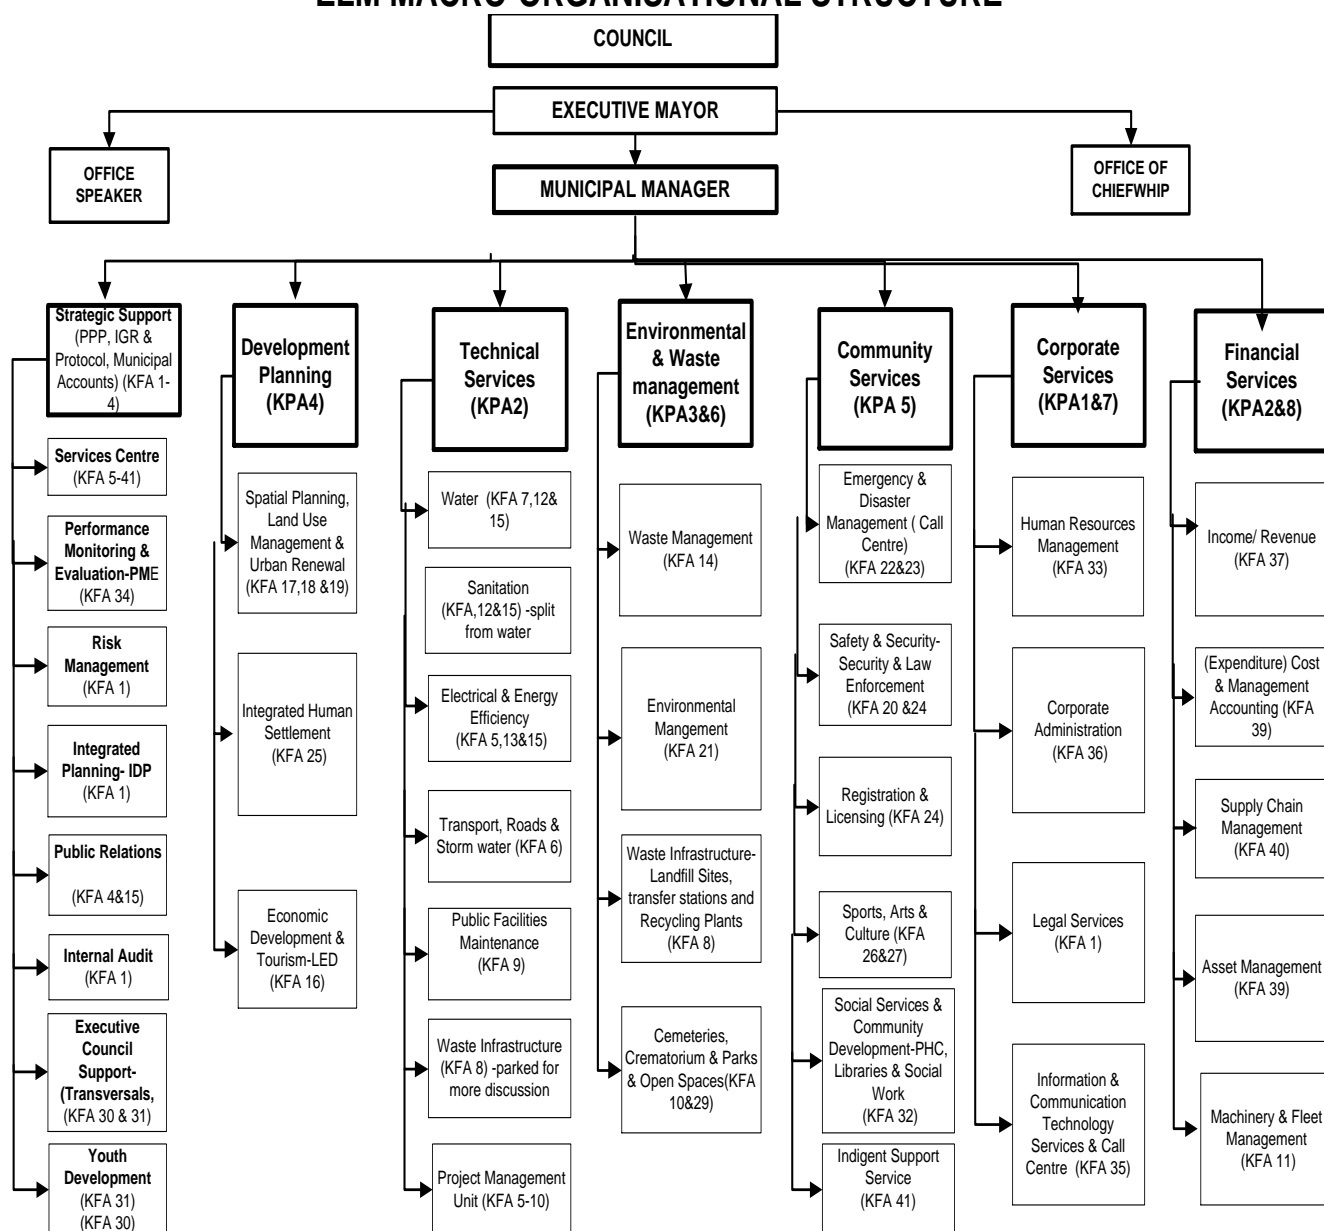 ELM MACRO ORGANISATIONAL STRUCTURE
COUNCIL
EXECUTIVE MAYOR
OFFICE
SPEAKER
MUNICIPAL MANAGER
OFFICE OF
CHIEFWHIP
Strategic Support
(PPP, IGR &
Protocol, Municipal
Accounts) (KFA 1-
4)
Services Centre
(KFA 5-41)
Performance
Monitoring &
Evaluation-PME
(KFA 34)
Risk
Management
(KFA 1)
Integrated
Planning- IDP
(KFA 1)
Public Relations
(KFA 4&15)
Internal Audit
(KFA 1)
Executive
Council
Support-
(Transversals,
(KFA 30 & 31)
Youth
Development
(KFA 31)
(KFA 30)
Development
Planning
(KPA4)
Spatial Planning,
Land Use
Management &
Urban Renewal
(KFA 17,18 &19)
Integrated Human
Settlement
(KFA 25)
Economic
Development &
Tourism-LED
(KFA 16)
Technical
Services
(KPA2)
Water (KFA 7,12&
15)
Sanitation
(KFA,12&15) -split
from water
Electrical & Energy
Efficiency
(KFA 5,13&15)
Transport, Roads &
Storm water (KFA 6)
Public Facilities
Maintenance
(KFA 9)
Waste Infrastructure
(KFA 8) -parked for
more discussion
Project Management
Unit (KFA 5-10)
Environmental
& Waste
management
(KPA3&6)
Waste Management
(KFA 14)
Environmental
Mangement
(KFA 21)
Waste Infrastructure-
Landfill Sites,
transfer stations and
Recycling Plants
(KFA 8)
Cemeteries,
Crematorium & Parks
& Open Spaces(KFA
10&29)
Community
Services
(KPA 5)
Emergency &
Disaster
Management ( Call
Centre)
(KFA 22&23)
Safety & Security-
Security & Law
Enforcement
(KFA 20 &24
Registration &
Licensing (KFA 24)
Sports, Arts &
Culture (KFA
26&27)
Social Services &
Community
Development-PHC,
Libraries & Social
Work
(KFA 32)
Indigent Support
Service
(KFA 41)
Corporate
Services
(KPA1&7)
Human Resources
Management
(KFA 33)
Corporate
Administration
(KFA 36)
Legal Services
(KFA 1)
Information &
Communication
Technology
Services & Call
Centre (KFA 35)
Financial
Services
(KPA2&8)
Income/ Revenue
(KFA 37)
(Expenditure) Cost
& Management
Accounting (KFA
39)
Supply Chain
Management
(KFA 40)
Asset Management
(KFA 39)
Machinery & Fleet
Management
(KFA 11)